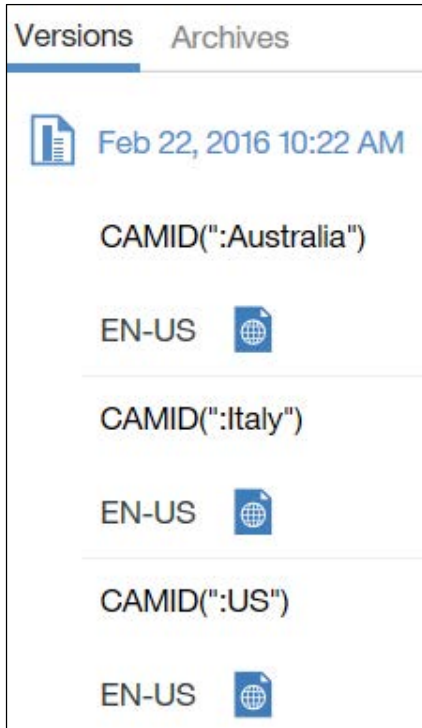 Versions Archives
Feb 22, 2016 10:22 AM
CAMID(":Australia")
EN-US
CAMID(":Italy")
EN-US
CAMID(":US")
EN-US